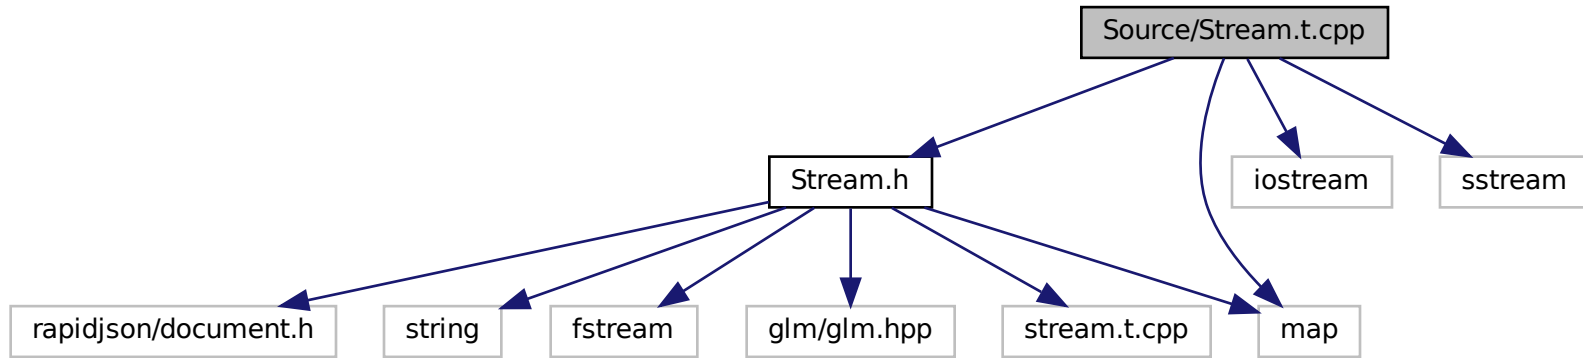 Source/Stream.t.cpp
Stream.h
iostream
sstream
rapidjson/document.h
string
fstream
glm/glm.hpp
stream.t.cpp
map